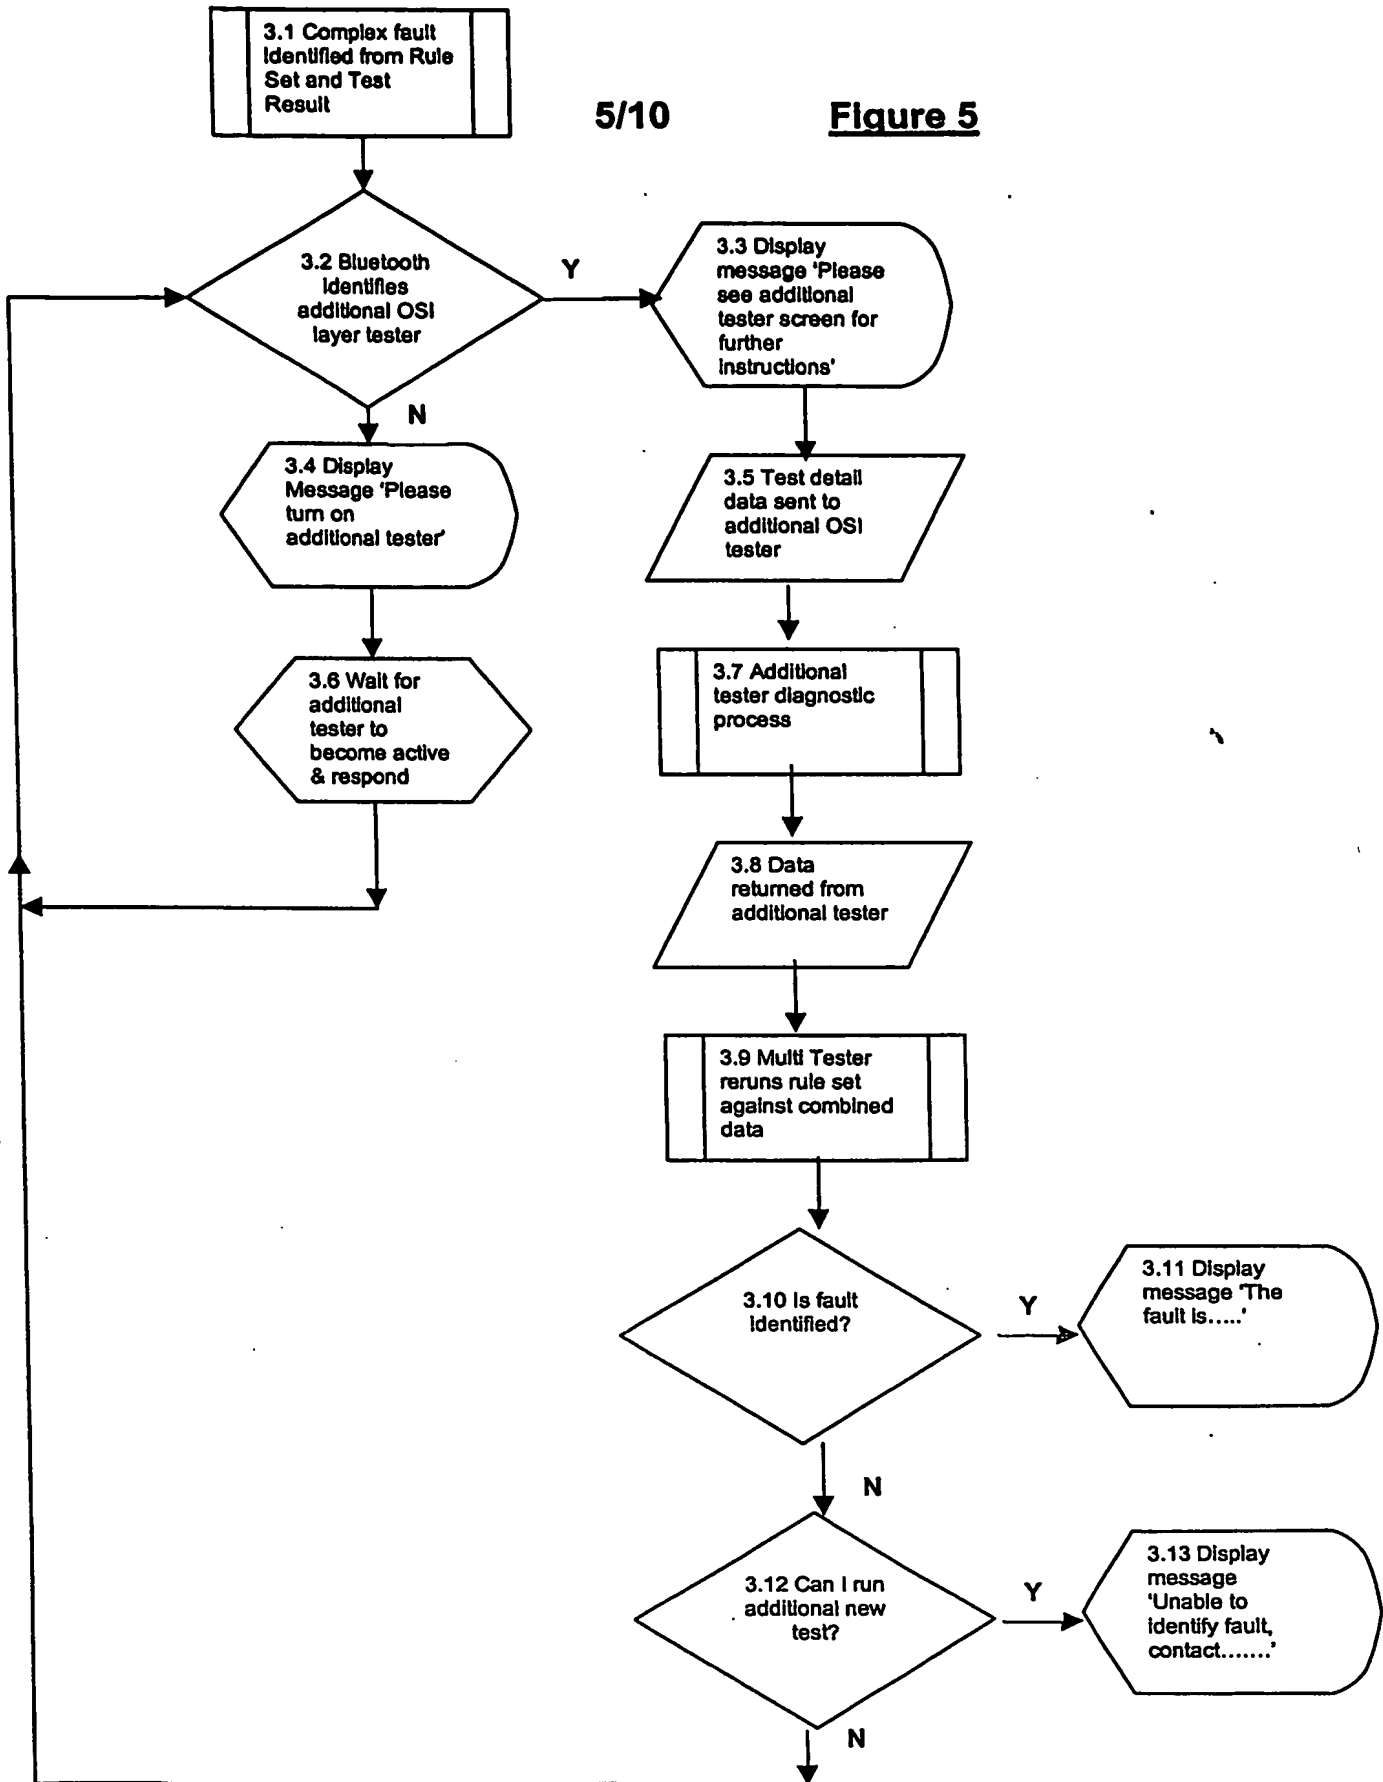 3.1 Complex fault
identified from Rule
Set and Test
Result
5/10
Figure 5
3.2 Bluetooth
identifies
additional OSI
layer tester
Y
3.3 Display
message 'Please
see additional
tester screen for
further
instructions'
N
3.4 Display
Message 'Please
turn on
additional tester'
3.5 Test detail
data sent to
additional OSI
tester
3.6 Wait for
additional
tester to
become active
& respond
3.7 Additional
tester diagnostic
process
3.8 Data
returned from
additional tester
3.9 Multi Tester
reruns rule set
against combined
data
3.10 Is fault
identified?
Y
3.11 Display
message 'The
fault is.....'
N
3.12 Can I run
additional new
test?
Y
3.13 Display
message
'Unable to
identify fault,
contact.......'
N